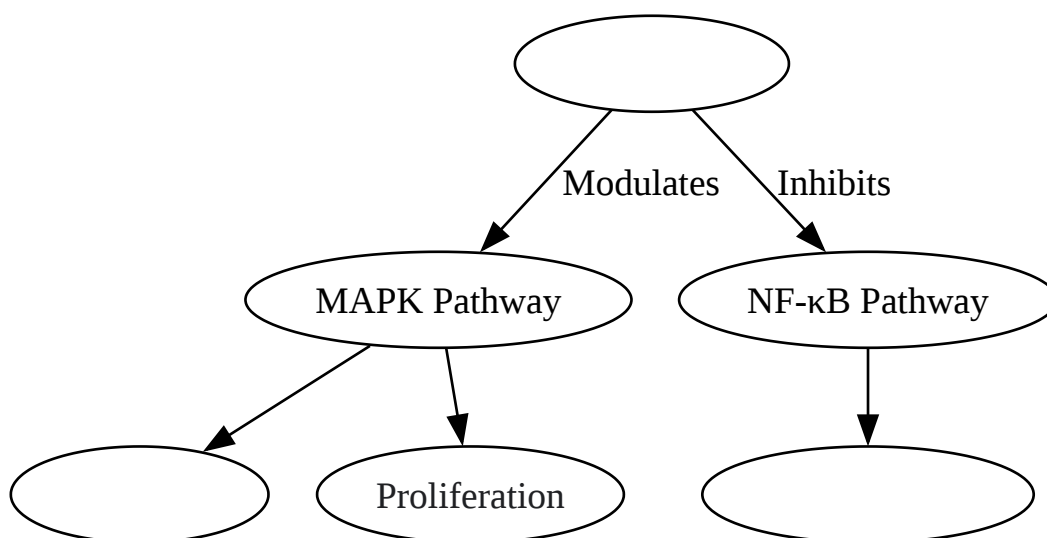 Modulates
Inhibits
MAPK Pathway
NF-κB Pathway
Proliferation